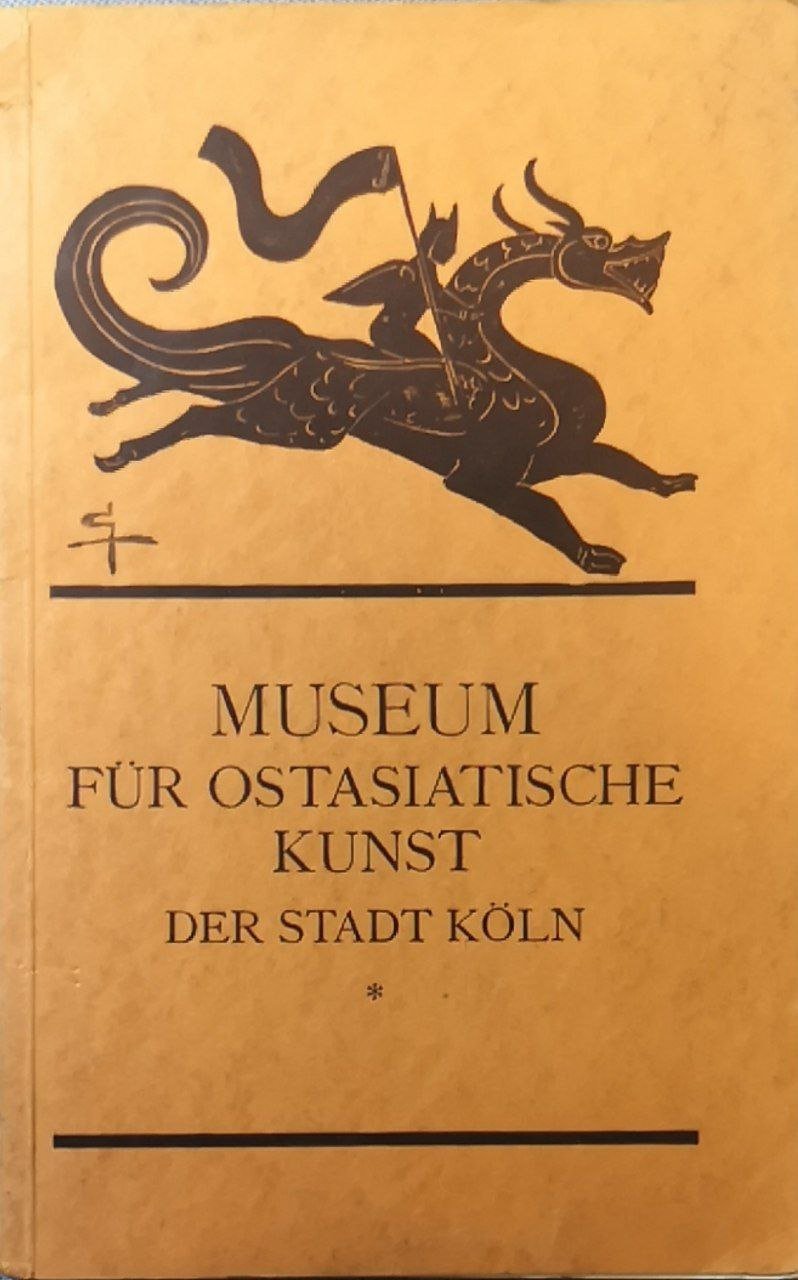 MUSEUM
FÜR OSTASIATISCHE
KUNST
DER STADT KÖLN
*